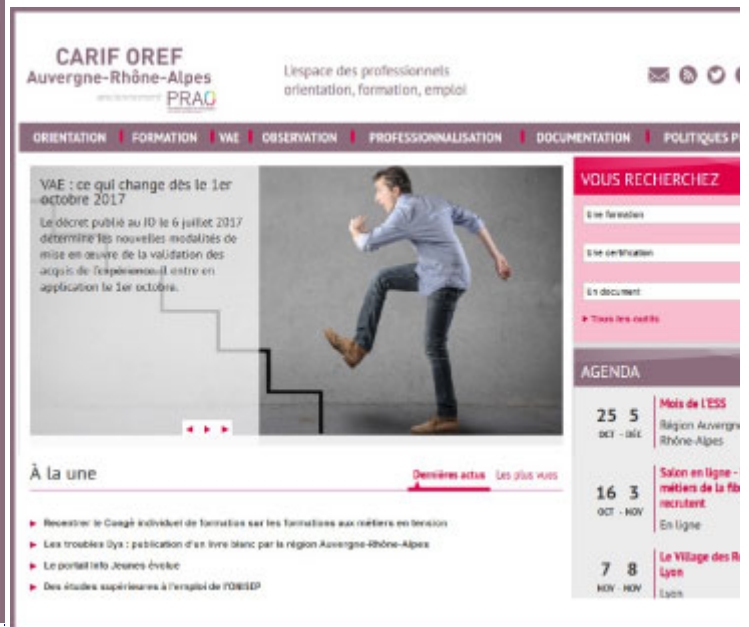 CARIF OREF
Auvergne-Rhône-Alpes
anciennement PRAO
L'espace des professionnels
orientation, formation, emploi
ORIENTATION FORMATION VAE OBSERVATION PROFESSIONNALISATION DOCUMENTATION POLITIQUES P
VAE : ce qui change dès le 1er
octobre 2017
Le décret publié au JO le 6 juillet 2017
détermine les nouvelles modalités de
mise en œuvre de la validation des
acquis de l'expérience. Il entre en
application le 1er octobre.
VOUS RECHERCHEZ
Une formation
Une certification
Un document
Tous les outils
AGENDA
25 5
OCT - DÉC
Mois de l'ESS
Région Auvergne
Rhône-Alpes
16 3
OCT - NOV
Salon en ligne -
métiers de la fib
recrutent
En ligne
7 8
NOV - NOV
Le Village des R
Lyon
Lyon
À la une
Dernières actus Les plus vues
Recentrer le Congé individuel de formation sur les formations aux métiers en tension
Les troubles Dys : publication d'un livre blanc par la région Auvergne-Rhône-Alpes
Le portail Info Jeunes évolue
Des études supérieures à l'emploi de l'ONISEP